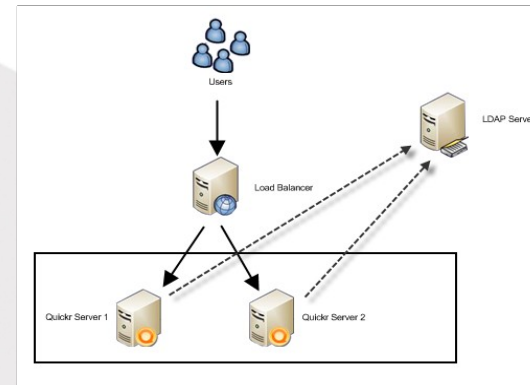 Users
LDAP Serve
Load Balancer
Quickr Server 1
Quickr Server 2